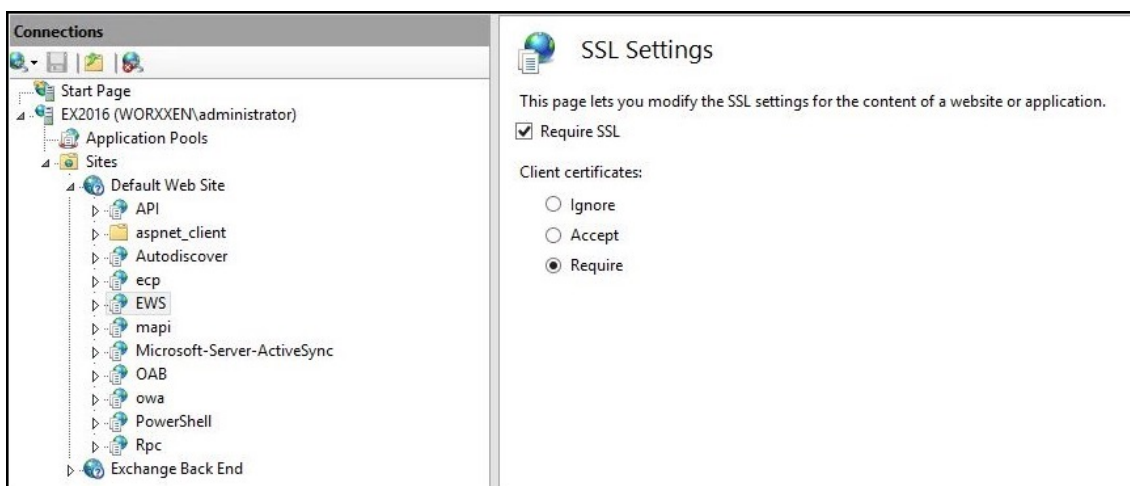 Connections
Start Page
EX2016 (WORXXEN\administrator)
Application Pools
Sites
Default Web Site
API
aspnet_client
Autodiscover
ecp
EWS
mapi
Microsoft-Server-ActiveSync
OAB
owa
PowerShell
Rpc
Exchange Back End
SSL Settings
This page lets you modify the SSL settings for the content of a website or application.
Require SSL
Client certificates:
Ignore
Accept
Require